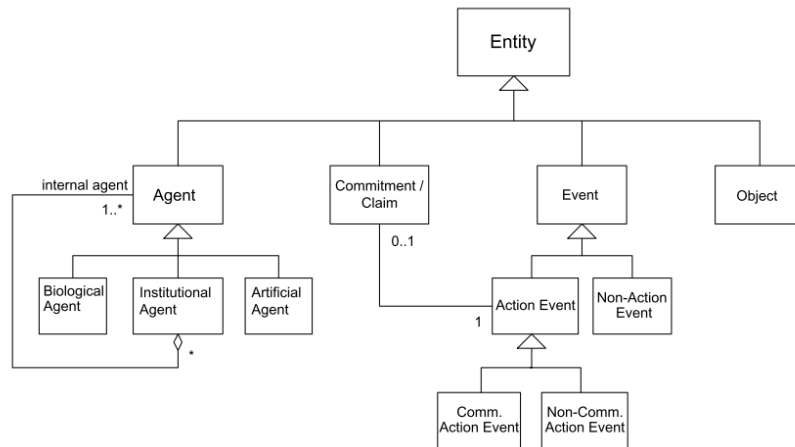 Entity
internal agent
Agent
Commitment /
Claim
Event
Object
1..*
0..1
Biological
Agent
Institutional
Agent
Artificial
Agent
Action Event
Non-Action
Event
1
*
Comm.
Action Event
Non-Comm.
Action Event